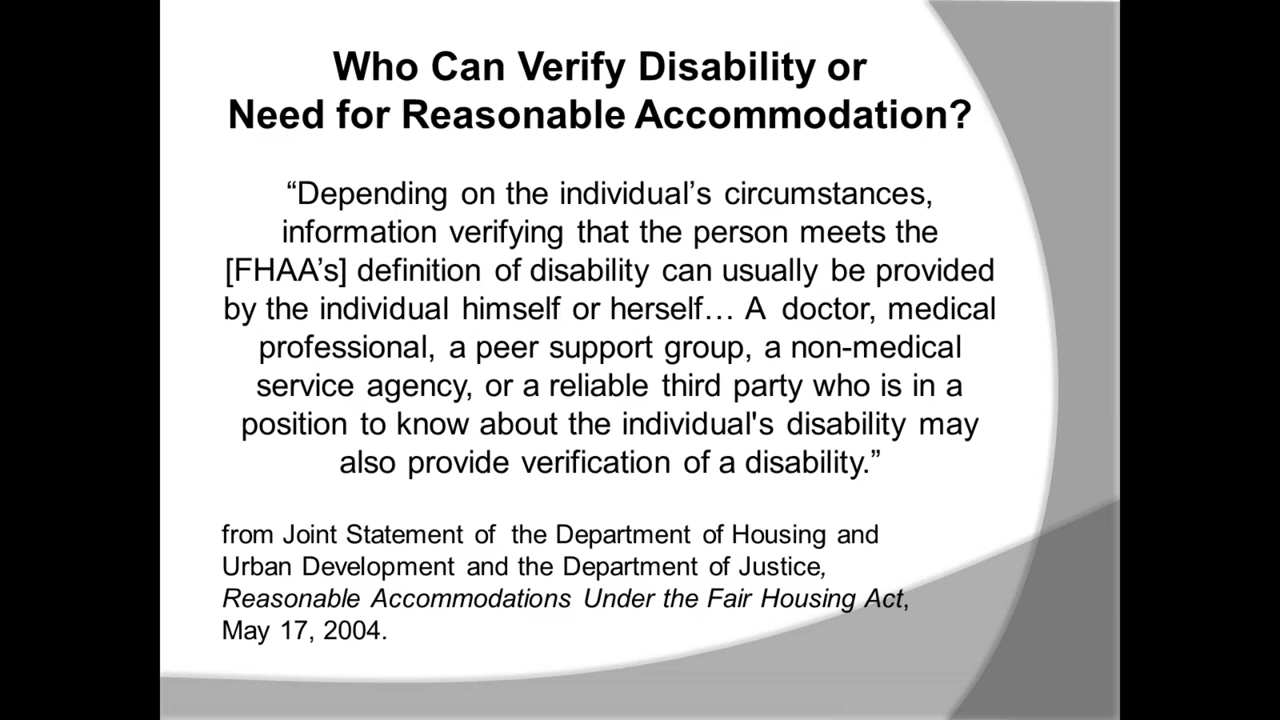 Who Can Verify Disability or
Need for Reasonable Accommodation?
“Depending on the individual’s circumstances,
information verifying that the person meets the
[FHAA’s] definition of disability can usually be provided
by the individual himself or herself… A doctor, medical
professional, a peer support group, a non-medical
service agency, or a reliable third party who is in a
position to know about the individual's disability may
also provide verification of a disability.”
from Joint Statement of the Department of Housing and
Urban Development and the Department of Justice,
Reasonable Accommodations Under the Fair Housing Act,
May 17, 2004.